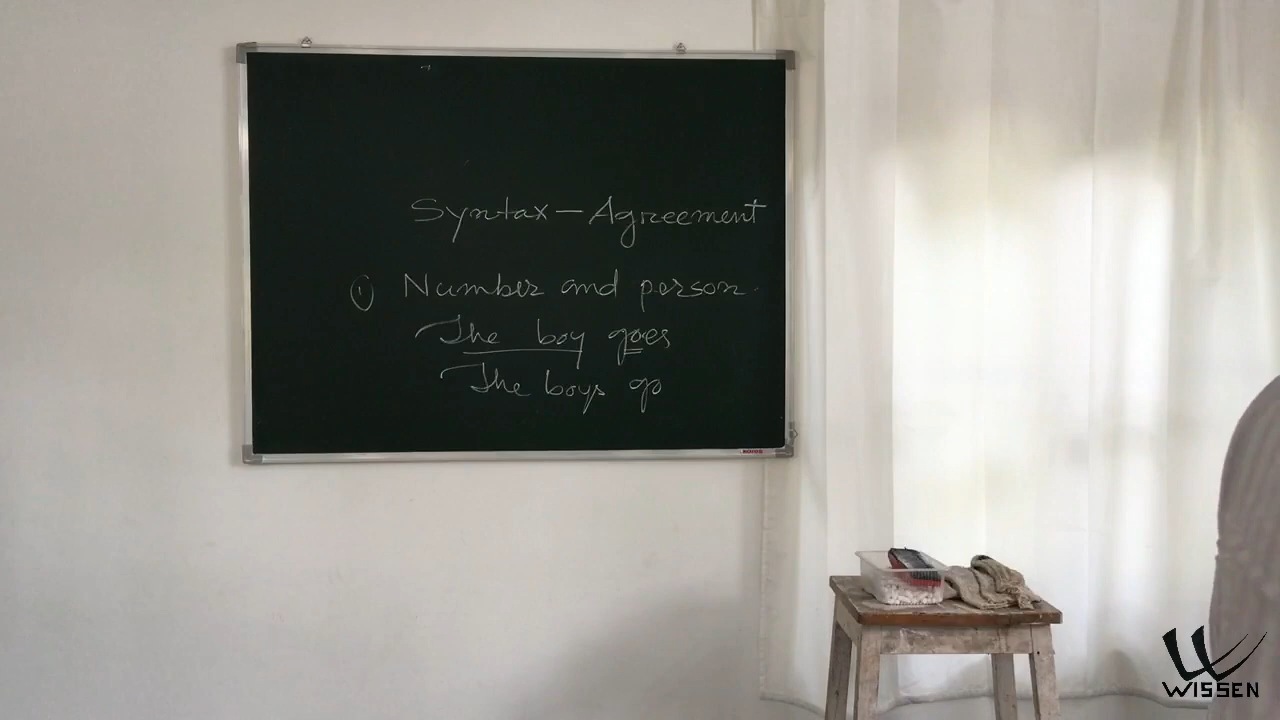 Syntax – Agreement
① Number and person.
The boy goes
The boys go
WISSEN